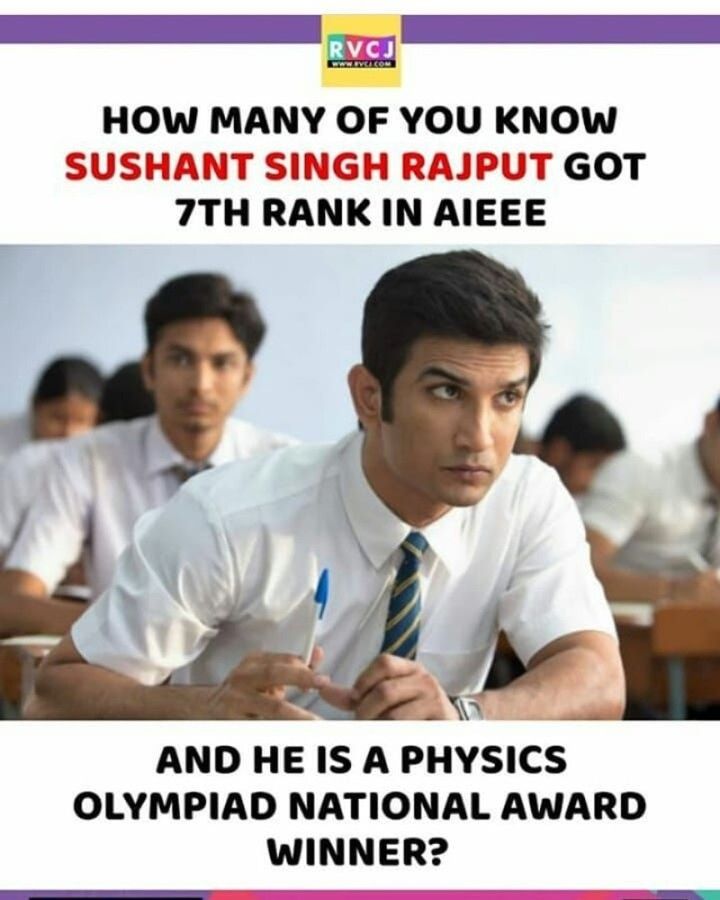 RVCJ
WWW.RVCJ.COM
HOW MANY OF YOU KNOW
SUSHANT SINGH RAJPUT GOT
7TH RANK IN AIEEE
AND HE IS A PHYSICS
OLYMPIAD NATIONAL AWARD
WINNER?